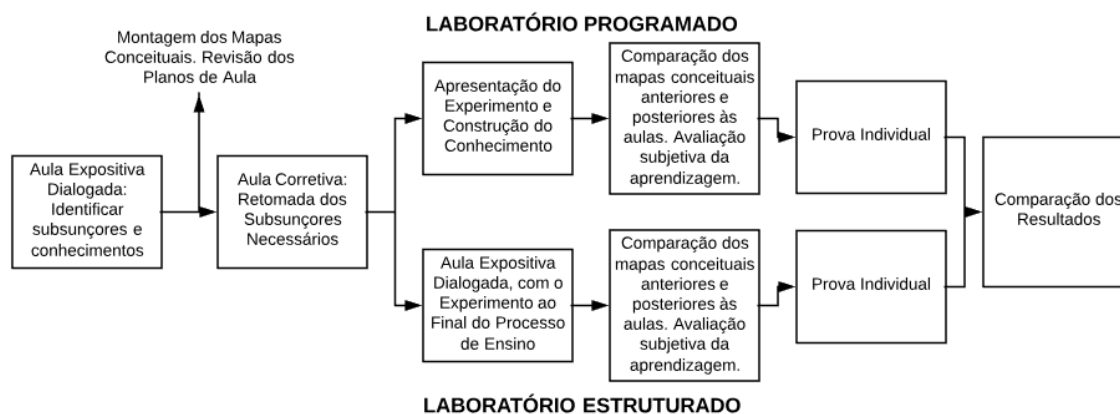 LABORATÓRIO PROGRAMADO
Montagem dos Mapas
Conceituais. Revisão dos
Planos de Aula
Aula Expositiva
Dialogada:
Identificar
subsunçores e
conhecimentos
Aula Corretiva:
Retomada dos
Subsunçores
Necessários
Apresentação do
Experimento e
Construção do
Conhecimento
Comparação dos
mapas conceituais
anteriores e
posteriores às
aulas. Avaliação
subjetiva da
aprendizagem.
Prova Individual
Aula Expositiva
Dialogada, com o
Experimento ao
Final do Processo
de Ensino
Comparação dos
mapas conceituais
anteriores e
posteriores às
aulas. Avaliação
subjetiva da
aprendizagem.
Prova Individual
Comparação dos
Resultados
LABORATÓRIO ESTRUTURADO